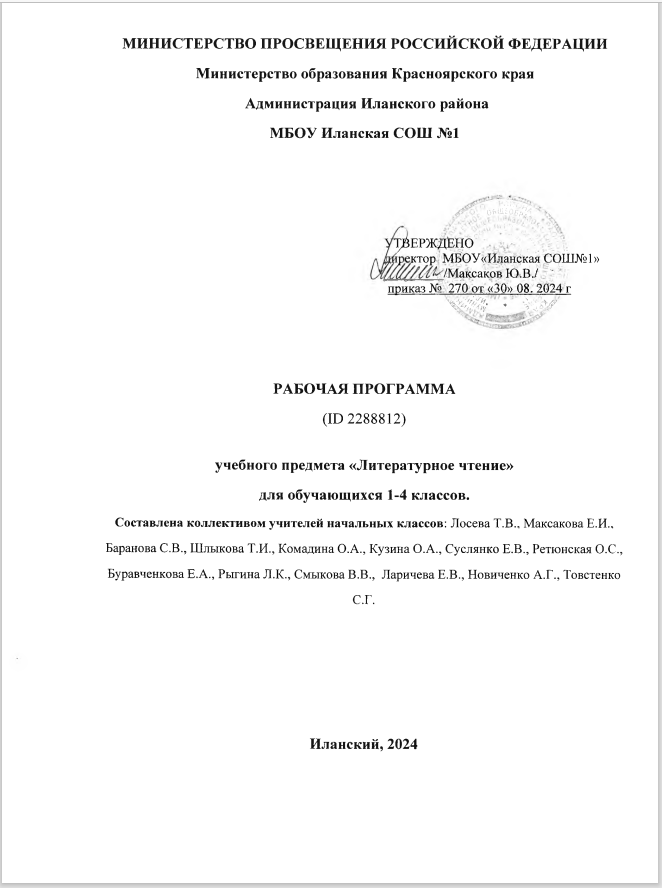 МИНИСТЕРСТВО ПРОСВЕЩЕНИЯ РОССИЙСКОЙ ФЕДЕРАЦИИ
Министерство образования Красноярского края
Администрация Иланского района
МБОУ Иланская СОШ №1
УТВЕРЖДЕНО
директор МБОУ«Иланская СОШ№1»
/Максаков Ю.В./
приказ № 270 от «30» 08. 2024 г
РАБОЧАЯ ПРОГРАММА
(ID 2288812)
учебного предмета «Литературное чтение»
для обучающихся 1-4 классов.
Составлена коллективом учителей начальных классов: Лосева Т.В., Максакова Е.И.,
Баранова С.В., Шлыкова Т.И., Комадина О.А., Кузина О.А., Суслянко Е.В., Ретюнская О.С.,
Буравченкова Е.А., Рыгина Л.К., Смыкова В.В., Ларичева Е.В., Новиченко А.Г., Товстенко
С.Г.
Иланский, 2024